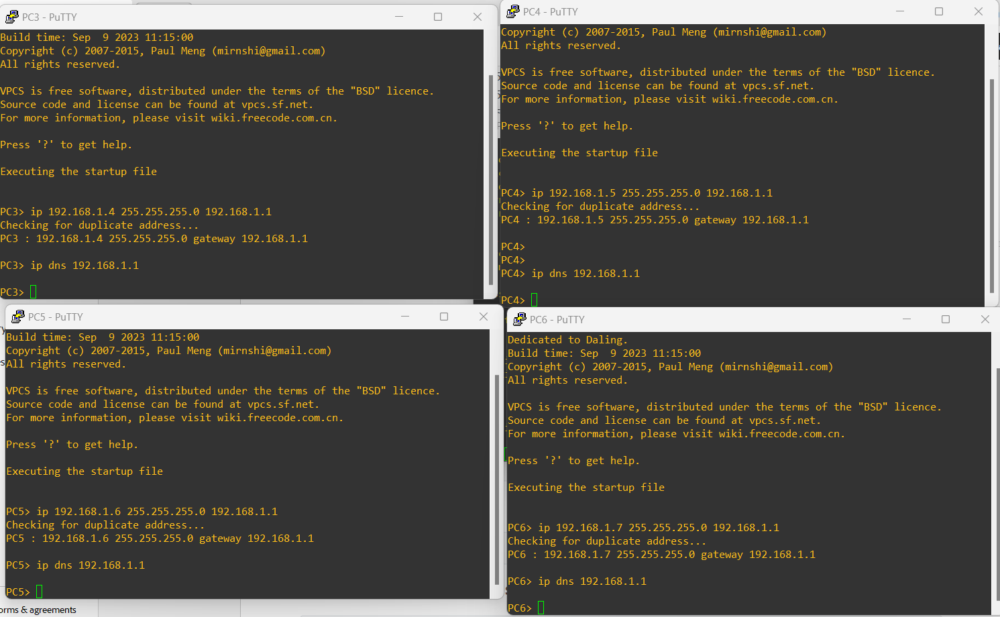 PC3 - PuTTY
Build time: Sep  9 2023 11:15:00
Copyright (c) 2007-2015, Paul Meng (mirnshi@gmail.com)
All rights reserved.
VPCS is free software, distributed under the terms of the "BSD" licence.
Source code and license can be found at vpcs.sf.net.
For more information, please visit wiki.freecode.com.cn.
Press '?' to get help.
Executing the startup file
PC3> ip 192.168.1.4 255.255.255.0 192.168.1.1
Checking for duplicate address...
PC3 : 192.168.1.4 255.255.255.0 gateway 192.168.1.1
PC3> ip dns 192.168.1.1
PC3>
PC4 - PuTTY
Copyright (c) 2007-2015, Paul Meng (mirnshi@gmail.com)
All rights reserved.
VPCS is free software, distributed under the terms of the "BSD" licence.
Source code and license can be found at vpcs.sf.net.
For more information, please visit wiki.freecode.com.cn.
Press '?' to get help.
Executing the startup file
PC4> ip 192.168.1.5 255.255.255.0 192.168.1.1
Checking for duplicate address...
PC4 : 192.168.1.5 255.255.255.0 gateway 192.168.1.1
PC4>
PC4>
PC4> ip dns 192.168.1.1
PC4>
PC5 - PuTTY
Build time: Sep  9 2023 11:15:00
Copyright (c) 2007-2015, Paul Meng (mirnshi@gmail.com)
All rights reserved.
VPCS is free software, distributed under the terms of the "BSD" licence.
Source code and license can be found at vpcs.sf.net.
For more information, please visit wiki.freecode.com.cn.
Press '?' to get help.
Executing the startup file
PC5> ip 192.168.1.6 255.255.255.0 192.168.1.1
Checking for duplicate address...
PC5 : 192.168.1.6 255.255.255.0 gateway 192.168.1.1
PC5> ip dns 192.168.1.1
PC5>
PC6 - PuTTY
Dedicated to Daling.
Build time: Sep  9 2023 11:15:00
Copyright (c) 2007-2015, Paul Meng (mirnshi@gmail.com)
All rights reserved.
VPCS is free software, distributed under the terms of the "BSD" licence.
Source code and license can be found at vpcs.sf.net.
For more information, please visit wiki.freecode.com.cn.
Press '?' to get help.
Executing the startup file
PC6> ip 192.168.1.7 255.255.255.0 192.168.1.1
Checking for duplicate address...
PC6 : 192.168.1.7 255.255.255.0 gateway 192.168.1.1
PC6> ip dns 192.168.1.1
PC6>
orms & agreements